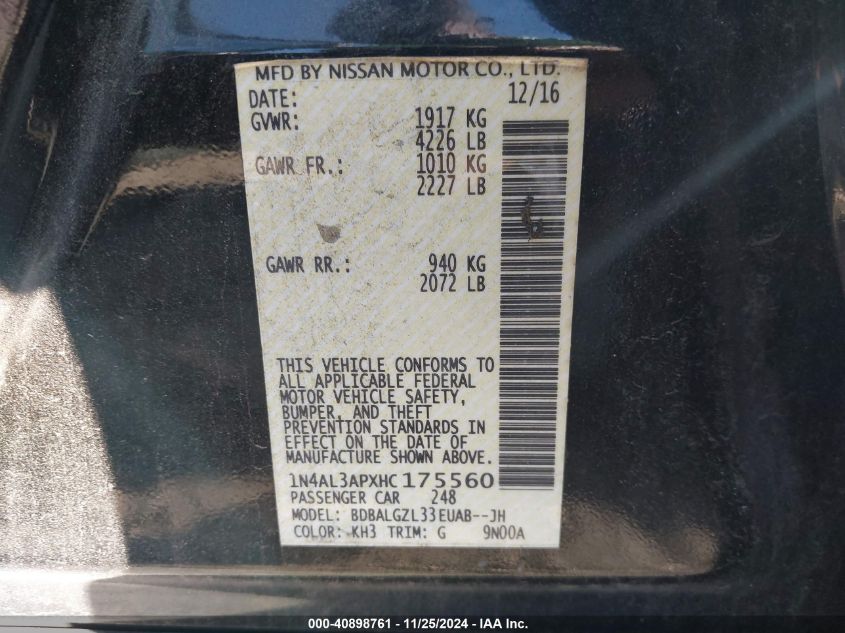 MFD BY NISSAN MOTOR CO., LTD.
DATE: 12/16
GVWR: 1917 KG
4226 LB
GAWR FR.: 1010 KG
2227 LB
GAWR RR.: 940 KG
2072 LB
THIS VEHICLE CONFORMS TO
ALL APPLICABLE FEDERAL
MOTOR VEHICLE SAFETY,
BUMPER, AND THEFT
PREVENTION STANDARDS IN
EFFECT ON THE DATE OF
MANUFACTURE SHOWN ABOVE.
1N4AL3APXHC175560
PASSENGER CAR 248
MODEL: BDBALGZL33EUAB--JH
COLOR: KH3 TRIM: G 9N00A
000-40898761 - 11/25/2024 - IAA Inc.